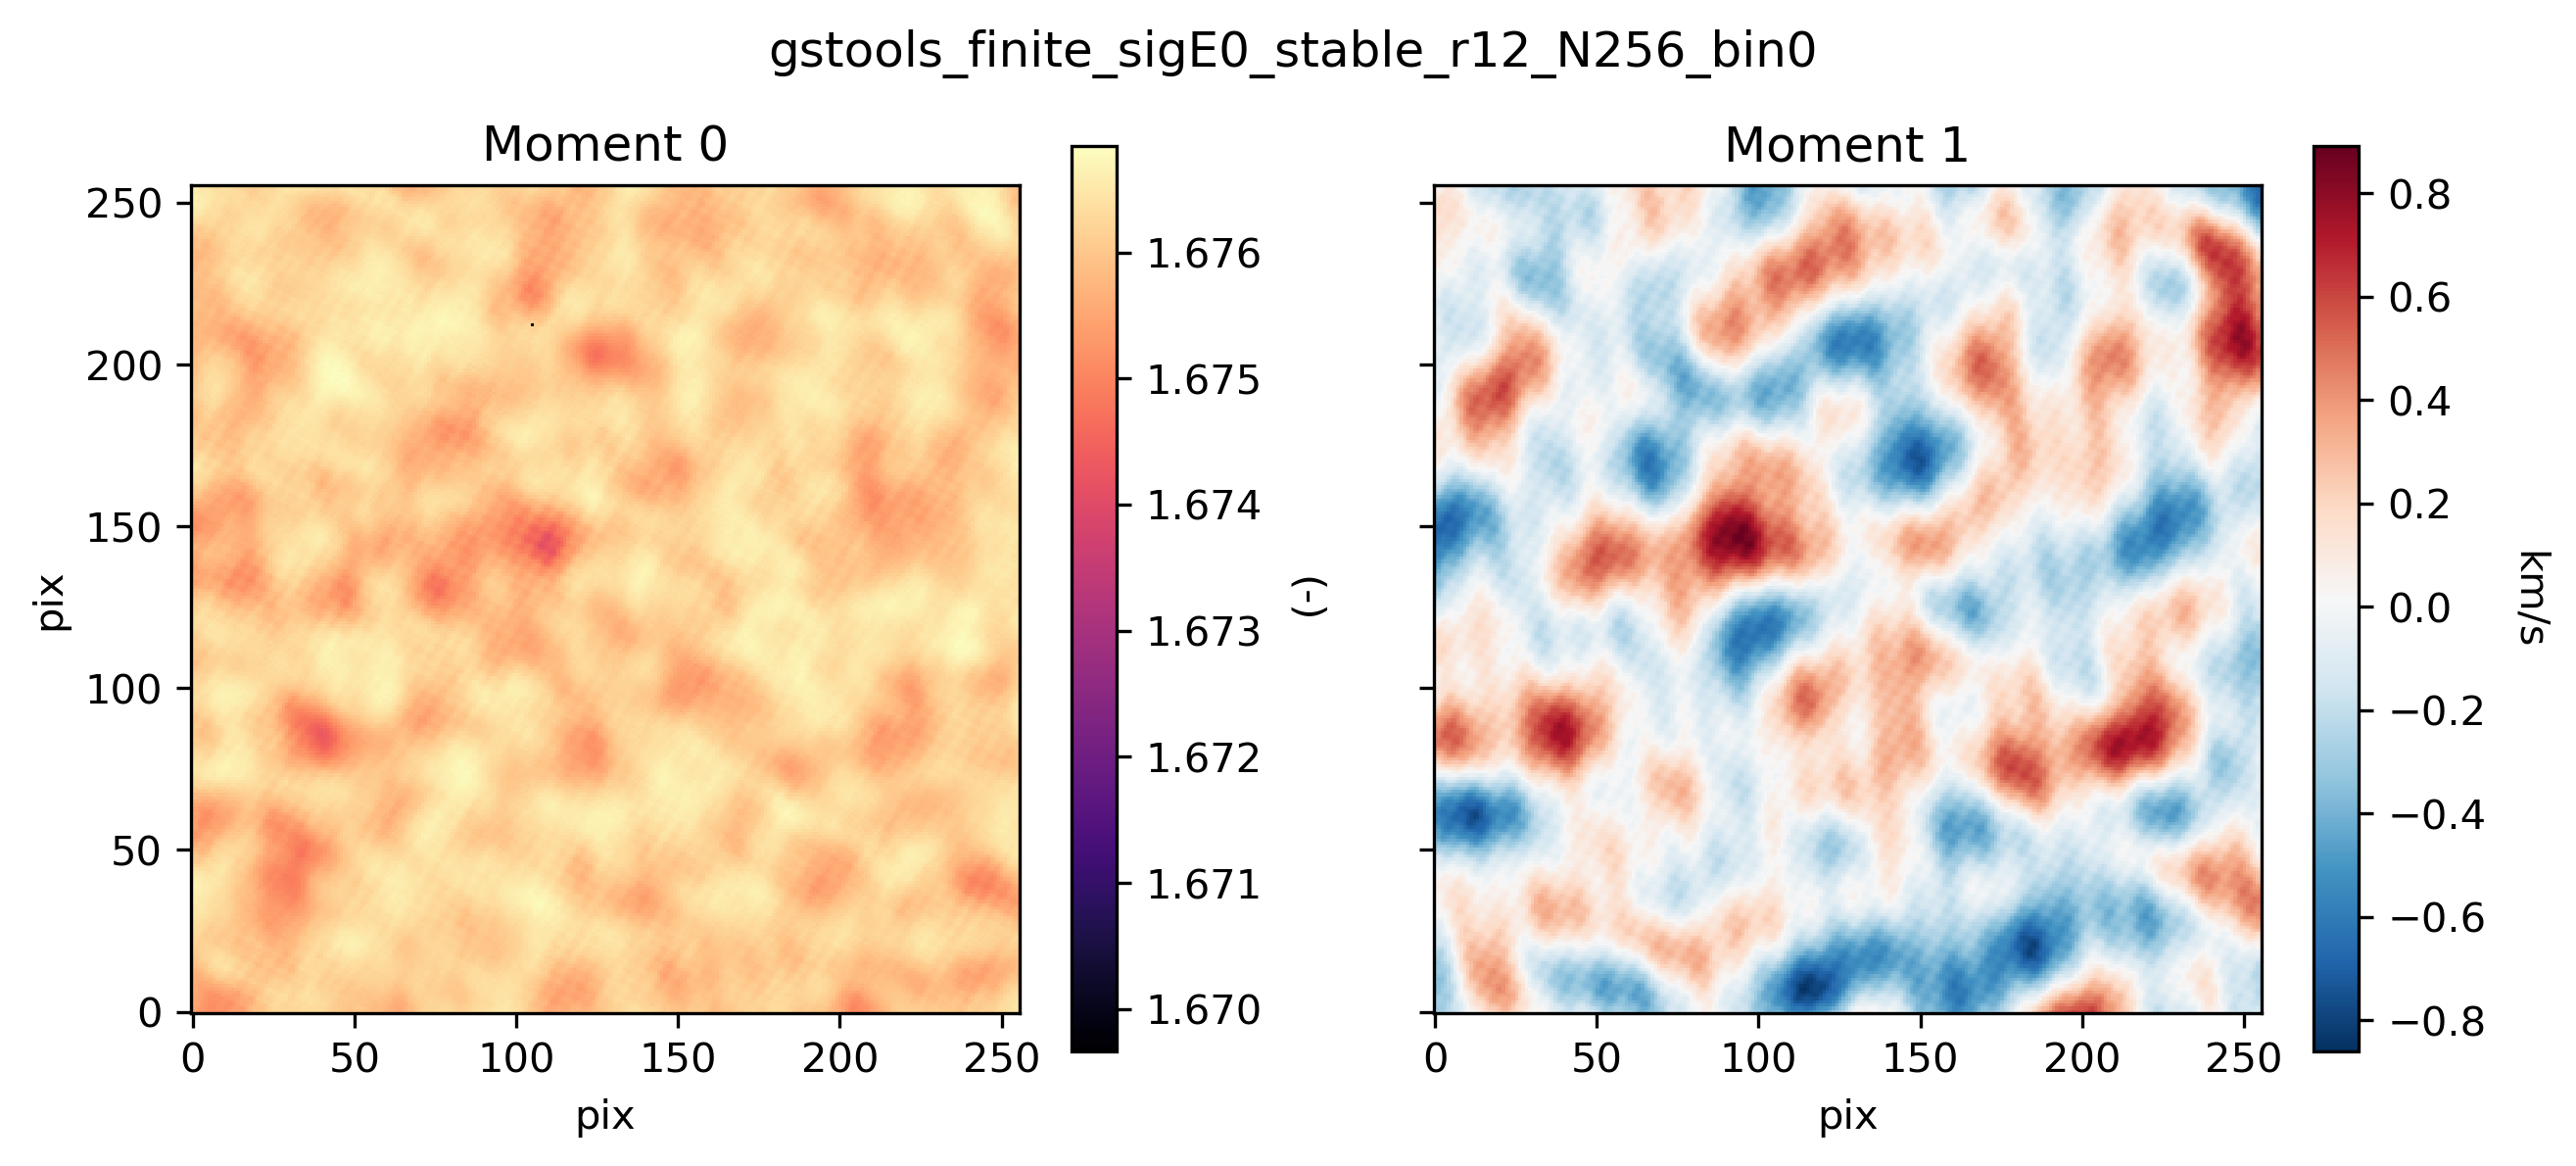 gstools_finite_sigE0_stable_r12_N256_bin0
Moment 0
250
200
150
100
50
0
pix
0 50 100 150 200 250
pix
1.676
1.675
1.674
1.673
1.672
1.671
1.670
(-)
Moment 1
0 50 100 150 200 250
pix
0.8
0.6
0.4
0.2
0.0
−0.2
−0.4
−0.6
−0.8
km/s